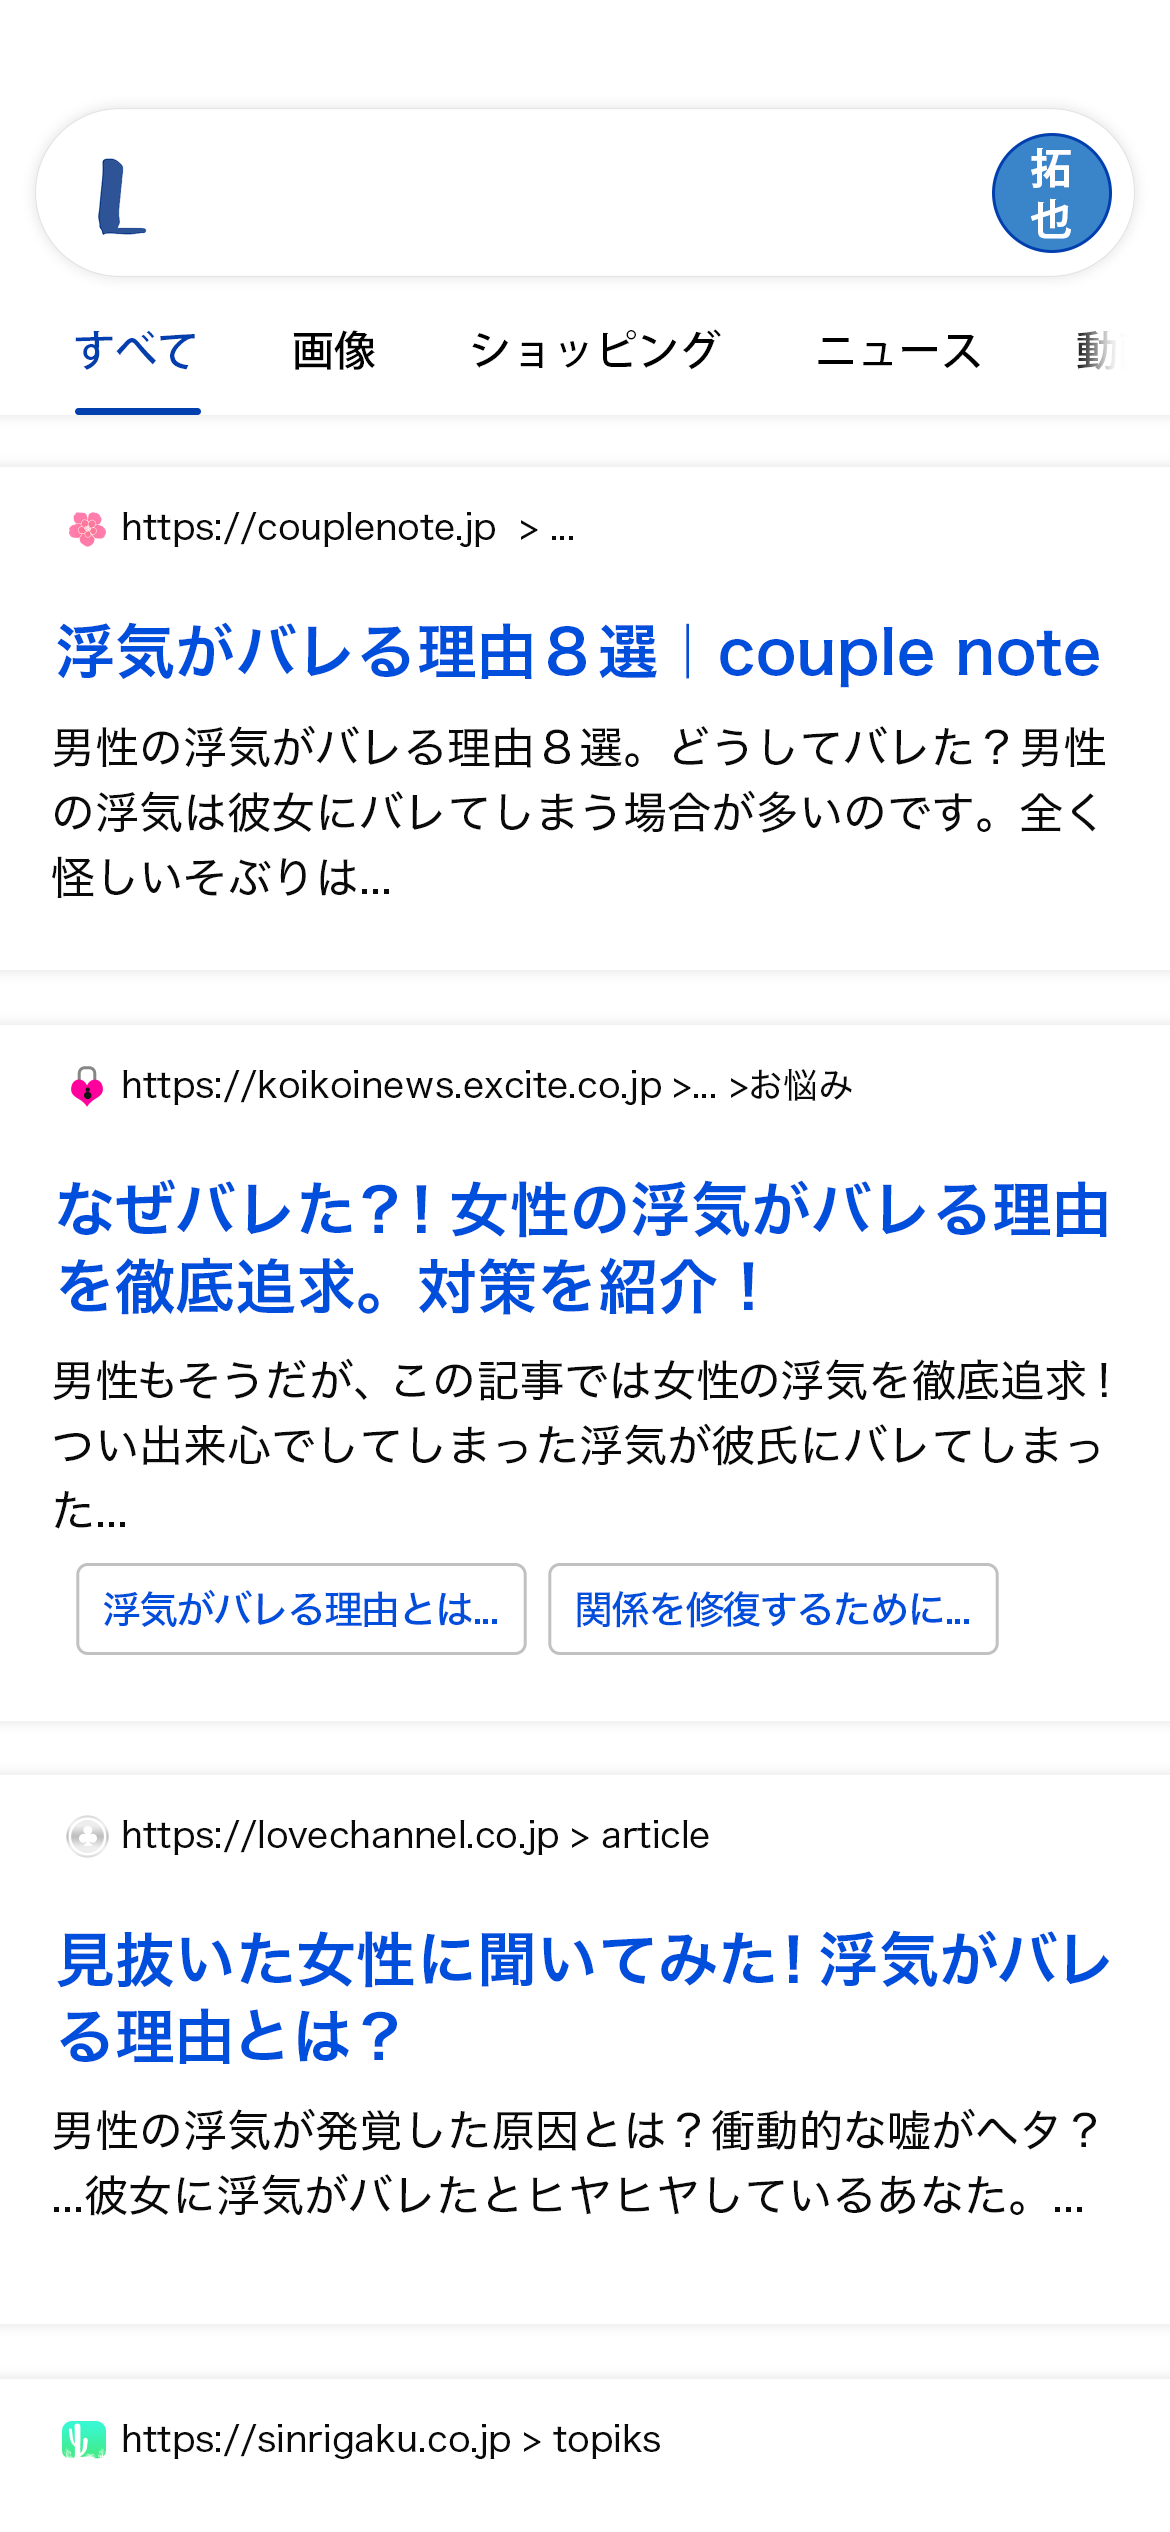 L
拓
也
すべて 画像 ショッピング ニュース 動
https://couplenote.jp > ...
浮気がバレる理由８選｜couple note
男性の浮気がバレる理由８選。どうしてバレた？男性
の浮気は彼女にバレてしまう場合が多いのです。全く
怪しいそぶりは...
https://koikoinews.excite.co.jp >... >お悩み
なぜバレた？！女性の浮気がバレる理由
を徹底追求。対策を紹介！
男性もそうだが、この記事では女性の浮気を徹底追求！
つい出来心でしてしまった浮気が彼氏にバレてしまっ
た...
浮気がバレる理由とは... 関係を修復するために...
https://lovechannel.co.jp > article
見抜いた女性に聞いてみた！浮気がバレ
る理由とは？
男性の浮気が発覚した原因とは？衝動的な嘘がヘタ？
...彼女に浮気がバレたとヒヤヒヤしているあなた。...
https://sinrigaku.co.jp > topiks